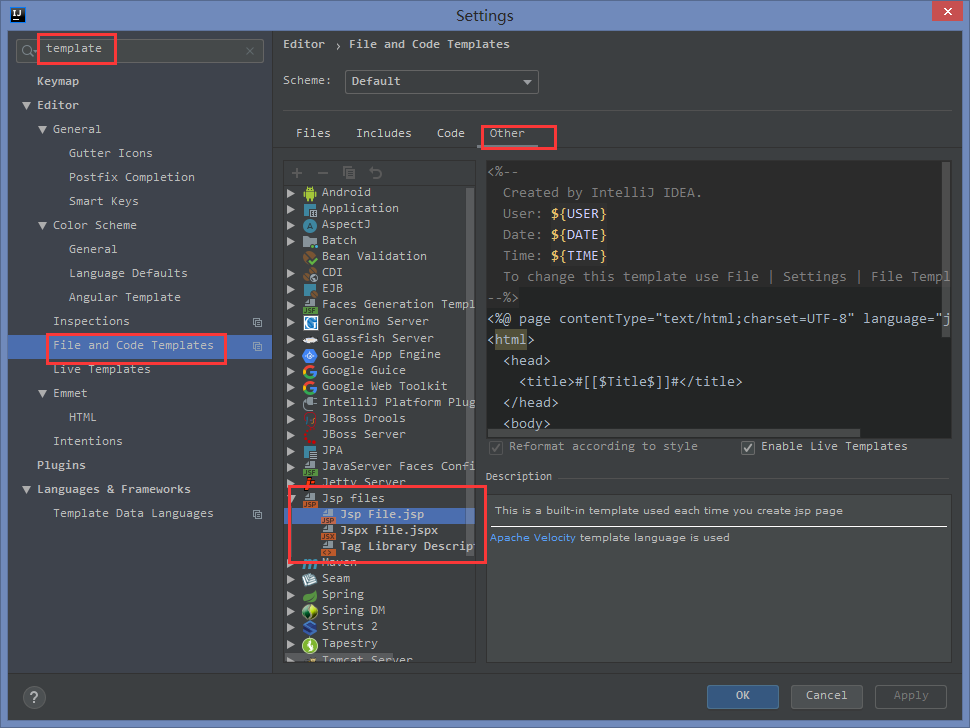 IJ
Settings
template
Keymap
Editor
General
Gutter Icons
Postfix Completion
Smart Keys
Color Scheme
General
Language Defaults
Angular Template
Inspections
File and Code Templates
Live Templates
Emmet
HTML
Intentions
Plugins
Languages & Frameworks
Template Data Languages
Editor › File and Code Templates
Scheme: Default
Files Includes Code Other
Android
Application
AspectJ
Batch
Bean Validation
CDI
EJB
Faces Generation Templ
Geronimo Server
Glassfish Server
Google App Engine
Google Guice
Google Web Toolkit
IntelliJ Platform Plug
JBoss Drools
JBoss Server
JPA
JavaServer Faces Confi
Jetty Server
Jsp files
Jsp File.jsp
Jspx File.jspx
Tag Library Descrip
Maven
Seam
Spring
Spring DM
Struts 2
Tapestry
Tomcat Server
<%--
Created by IntelliJ IDEA.
User: ${USER}
Date: ${DATE}
Time: ${TIME}
To change this template use File | Settings | File Templ
--%>
<%@ page contentType="text/html;charset=UTF-8" language="j
<html>
<head>
<title>#[[$Title$]]#</title>
</head>
<body>
Reformat according to style Enable Live Templates
Description
This is a built-in template used each time you create jsp page
Apache Velocity template language is used
?
OK Cancel Apply